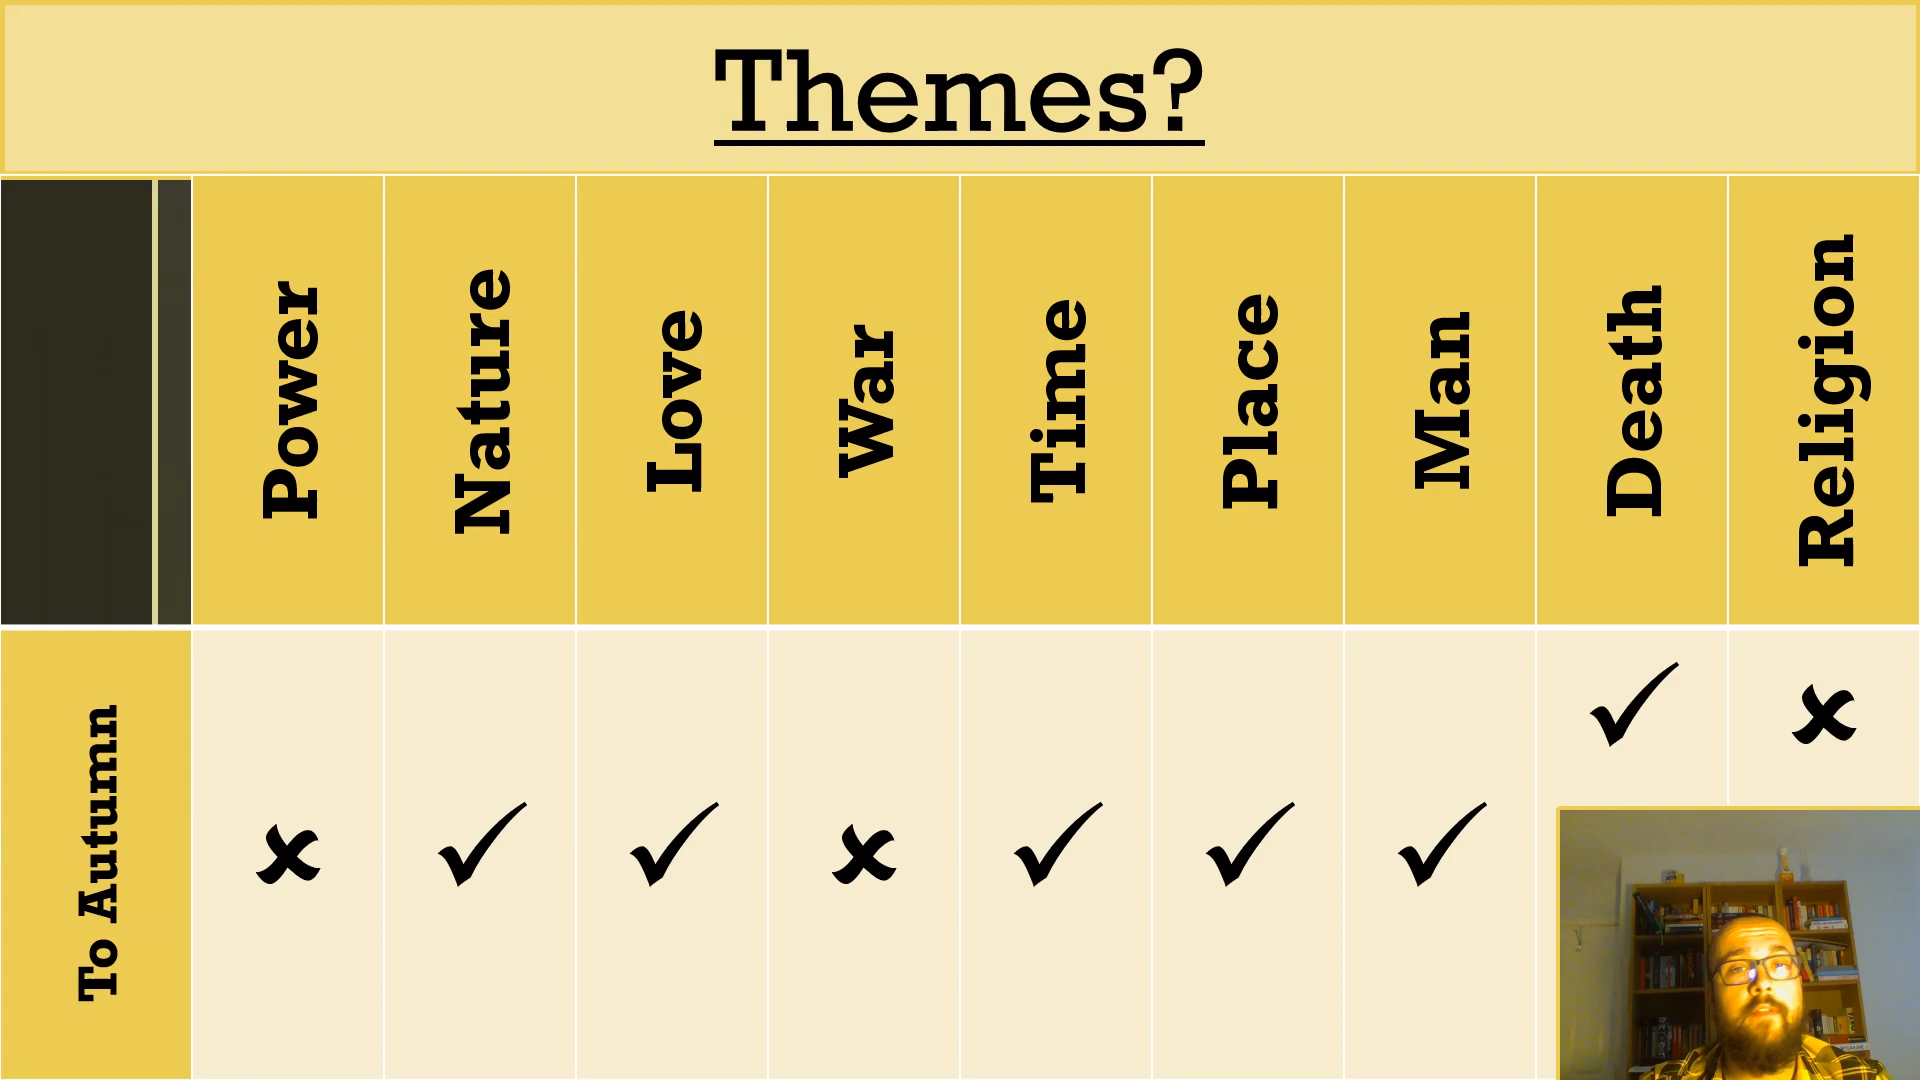 Themes?
Power
Nature
Love
War
Time
Place
Man
Death
Religion
To Autumn
✘
✓
✓
✘
✓
✓
✓
✓
✘